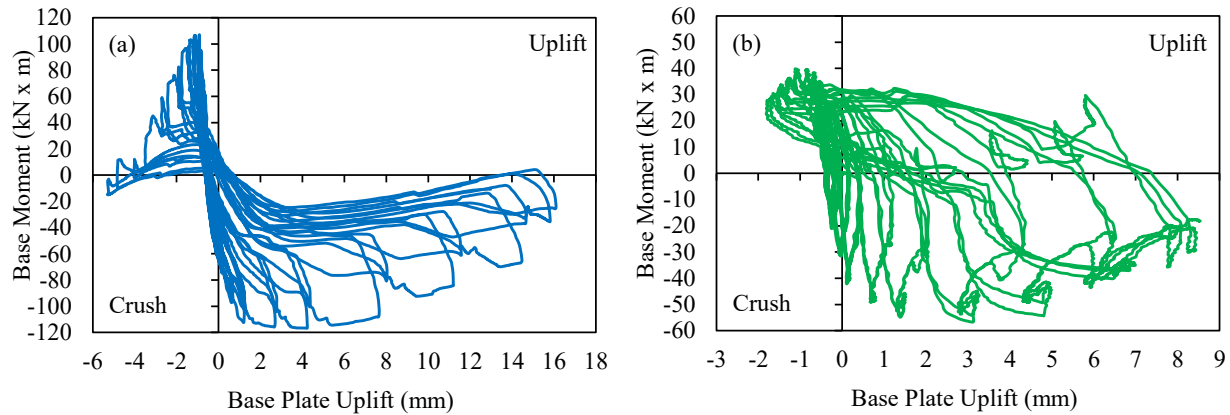 (a)
Uplift
Crush
Base Moment (kN x m)
120
100
80
60
40
20
0
-20
-40
-60
-80
-100
-120
-6 -4 -2 0 2 4 6 8 10 12 14 16 18
Base Plate Uplift (mm)
(b)
Uplift
Crush
Base Moment (kN x m)
60
50
40
30
20
10
0
-10
-20
-30
-40
-50
-60
-3 -2 -1 0 1 2 3 4 5 6 7 8 9
Base Plate Uplift (mm)